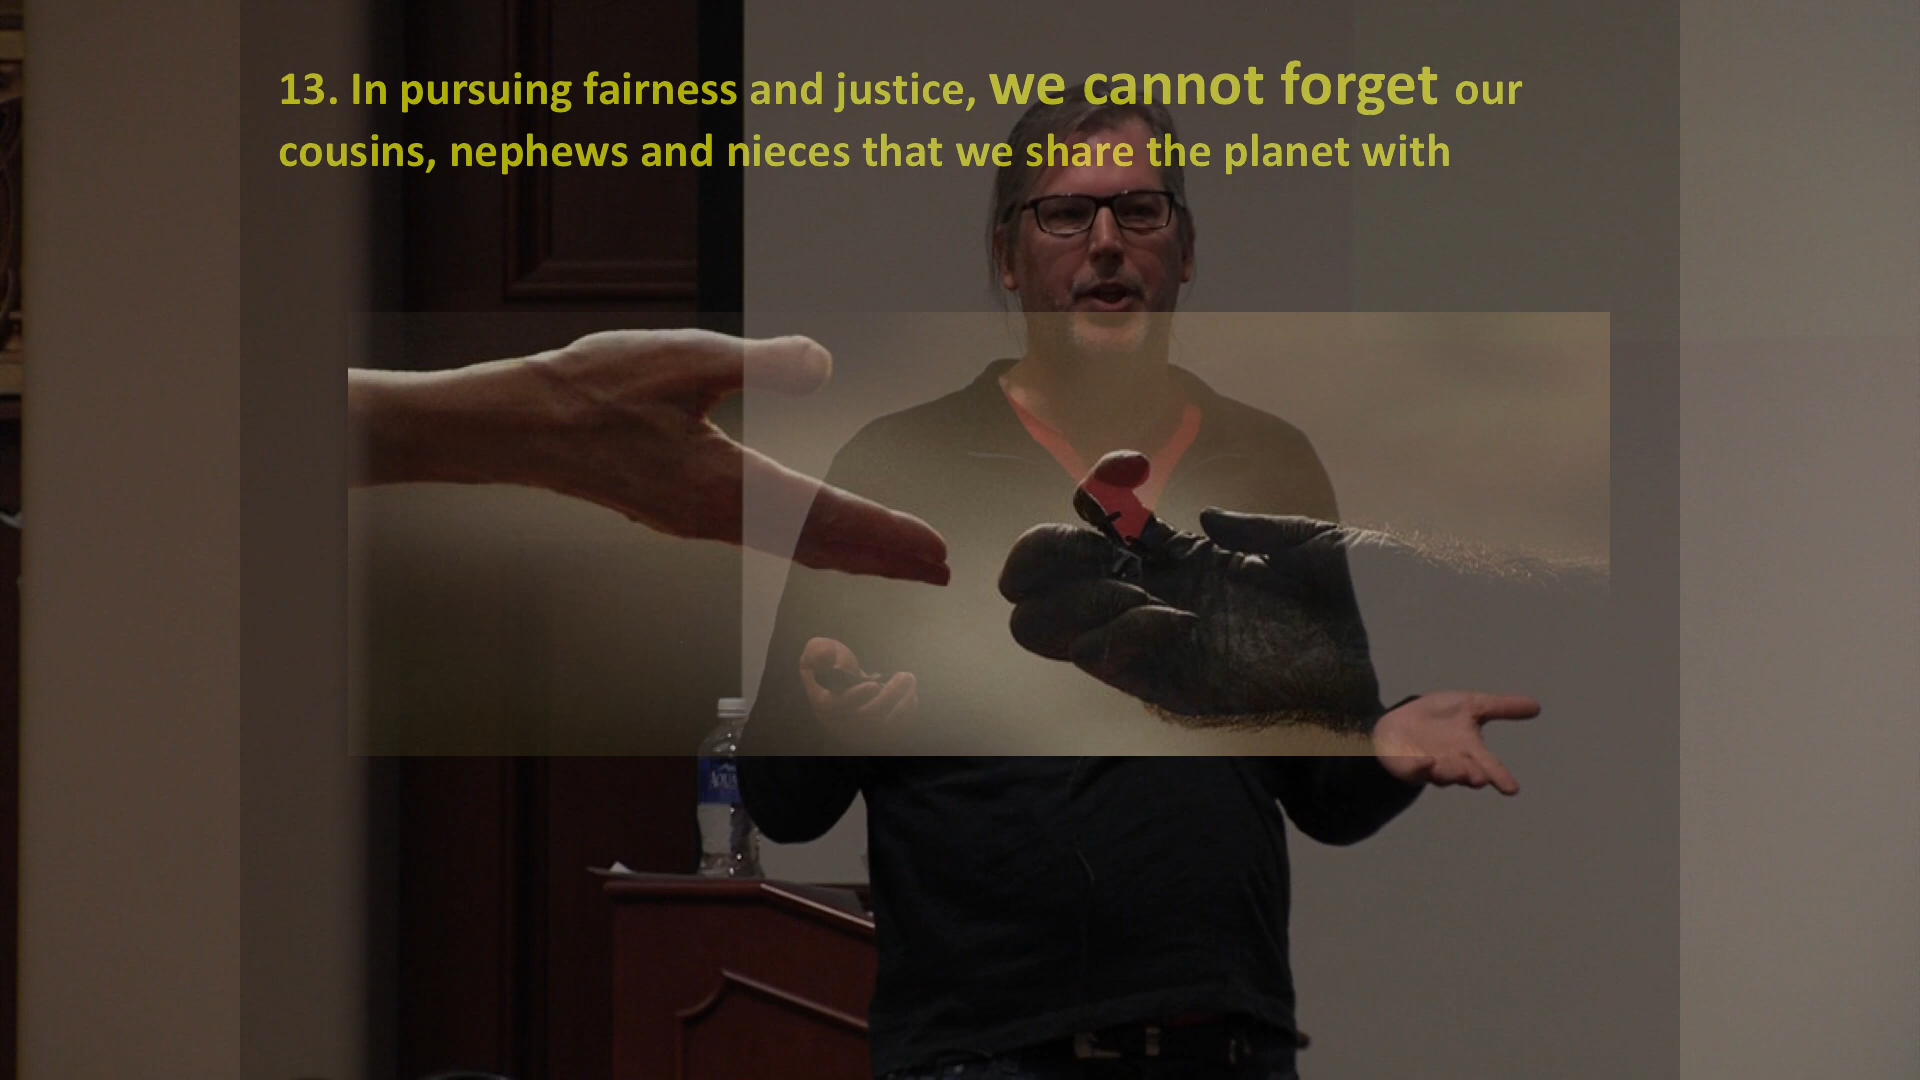 13. In pursuing fairness and justice, we cannot forget our
cousins, nephews and nieces that we share the planet with